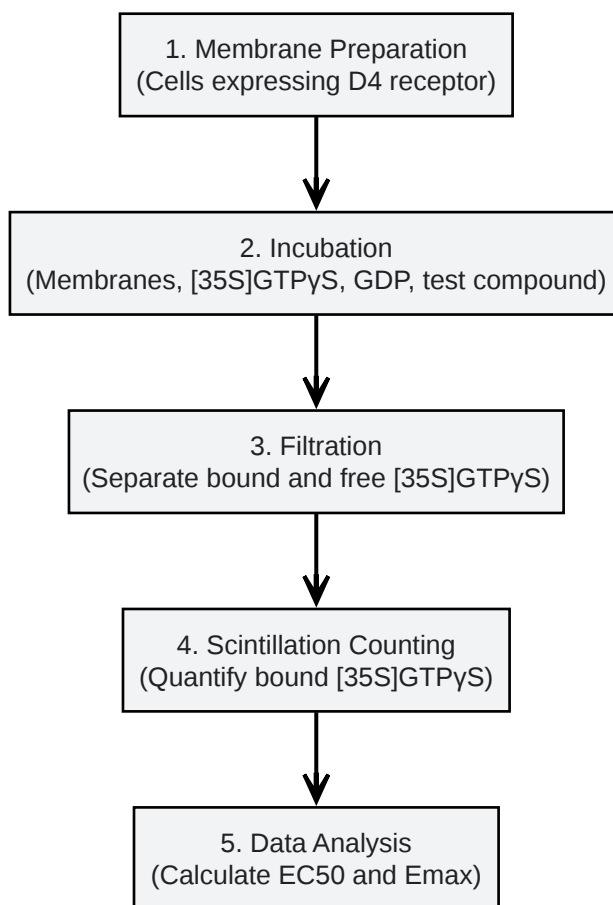 1. Membrane Preparation
(Cells expressing D4 receptor)
2. Incubation
(Membranes, [35S]GTPγS, GDP, test compound)
3. Filtration
(Separate bound and free [35S]GTPγS)
4. Scintillation Counting
(Quantify bound [35S]GTPγS)
5. Data Analysis
(Calculate EC50 and Emax)